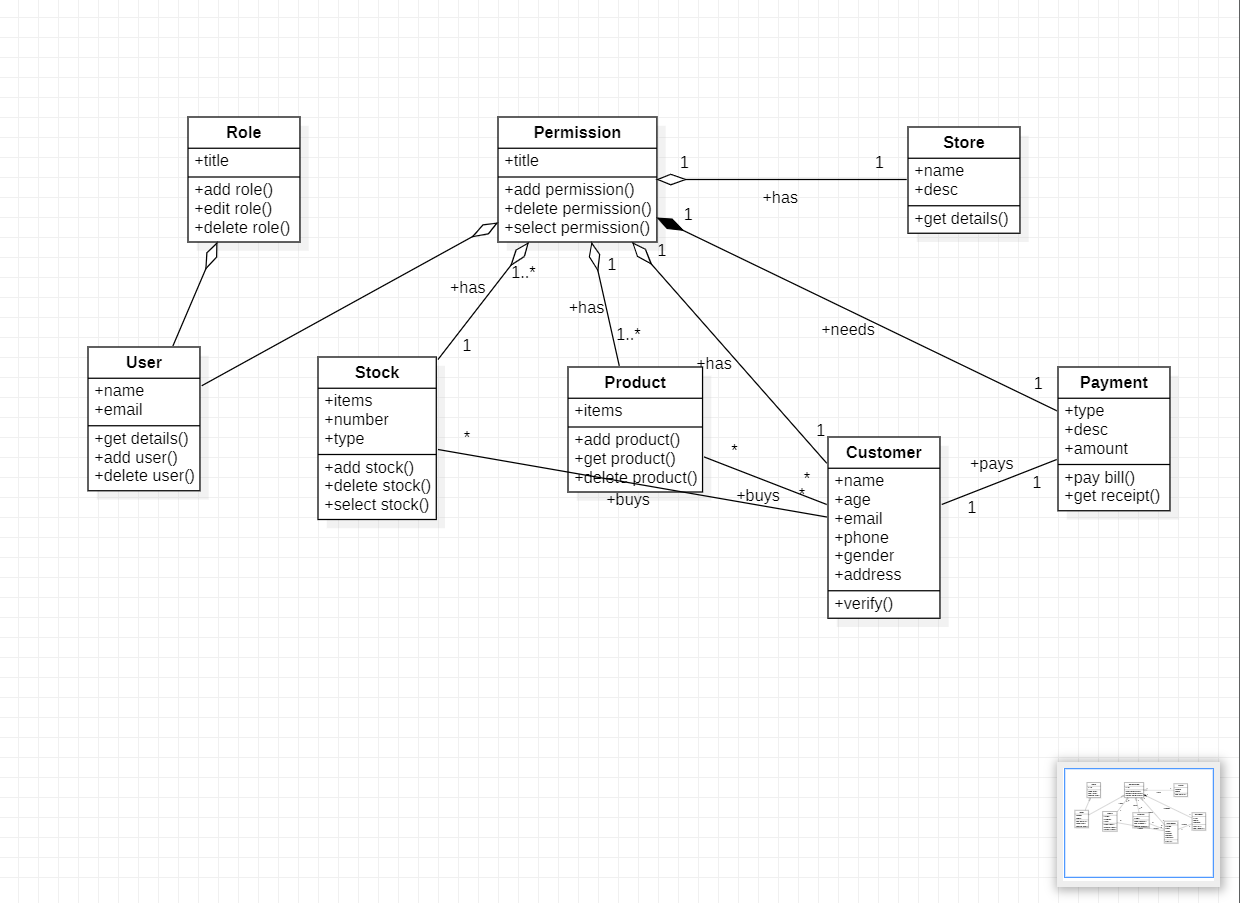 Role
+title
+add role()
+edit role()
+delete role()
Permission
+title
+add permission()
+delete permission()
+select permission()
Store
+name
+desc
+get details()
1
1
+has
1
1
1
1..*
+has
+has
1..*
1
+has
+needs
1
1
User
+name
+email
+get details()
+add user()
+delete user()
Stock
+items
+number
+type
+add stock()
+delete stock()
+select stock()
Product
+items
+add product()
+get product()
+delete product()
Customer
+name
+age
+email
+phone
+gender
+address
+verify()
Payment
+type
+desc
+amount
+pay bill()
+get receipt()
*
*
*
*
+buys
+buys
+pays
1
1